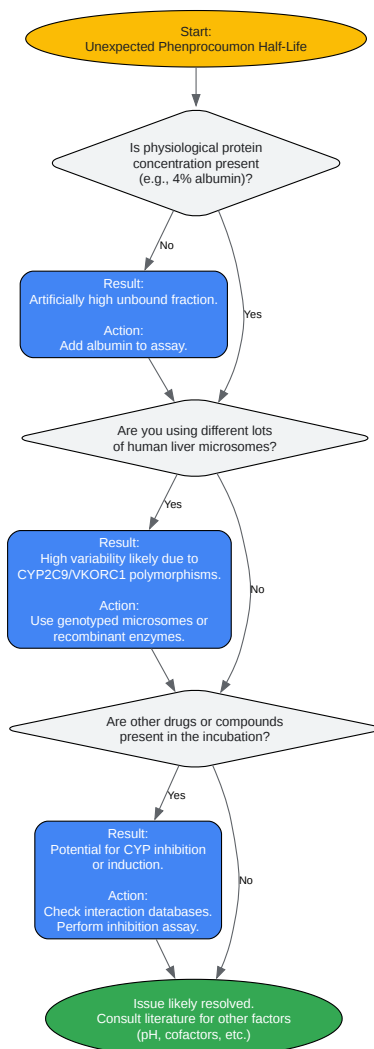 Start:
Unexpected Phenprocoumon Half-Life
Is physiological protein
concentration present
(e.g., 4% albumin)?
No
Yes
Result:
Artificially high unbound fraction.
Action:
Add albumin to assay.
Are you using different lots
of human liver microsomes?
Yes
No
Result:
High variability likely due to
CYP2C9/VKORC1 polymorphisms.
Action:
Use genotyped microsomes or
recombinant enzymes.
Are other drugs or compounds
present in the incubation?
Yes
No
Result:
Potential for CYP inhibition
or induction.
Action:
Check interaction databases.
Perform inhibition assay.
Issue likely resolved.
Consult literature for other factors
(pH, cofactors, etc.)